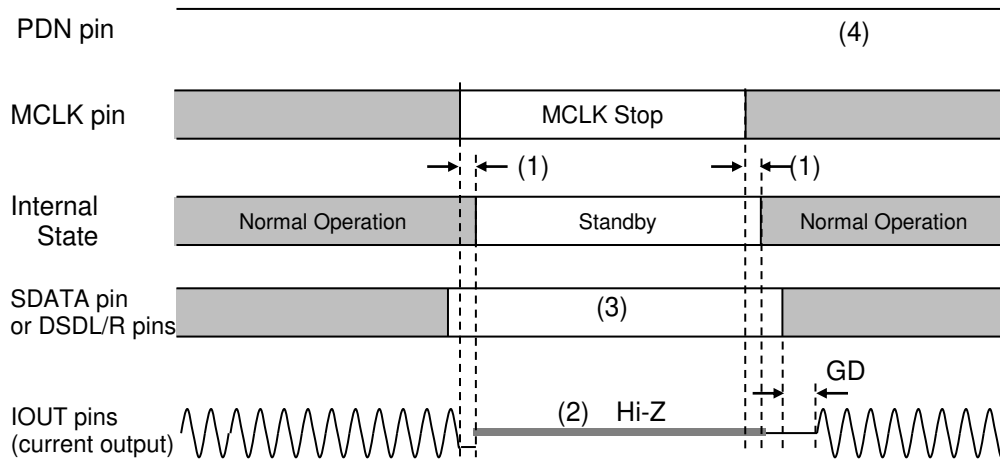 PDN pin
(4)
MCLK pin
MCLK Stop
(1)
(1)
Internal
State
Normal Operation
Standby
Normal Operation
SDATA pin
or DSDL/R pins
(3)
GD
IOUT pins
(current output)
(2) Hi-Z